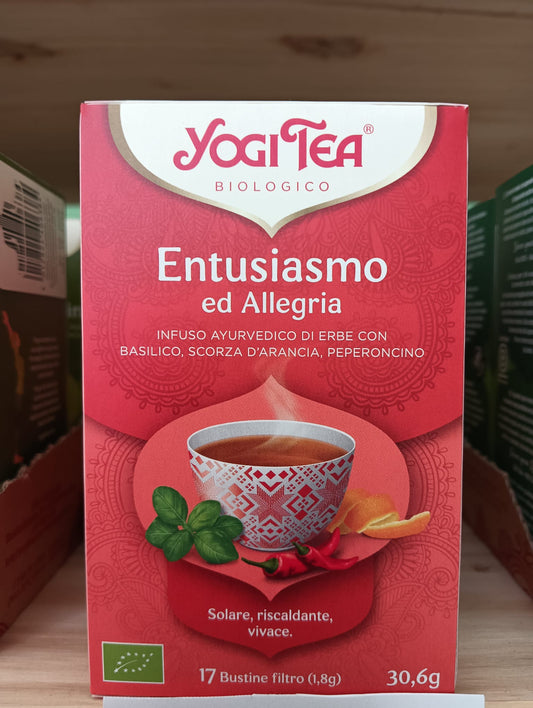 YOGI TEA®
BIOLOGICO
Entusiasmo
ed Allegria
INFUSO AYURVEDICO DI ERBE CON
BASILICO, SCORZA D'ARANCIA, PEPERONCINO
Solare, riscaldante,
vivace.
17 Bustine filtro (1,8g) 30,6g